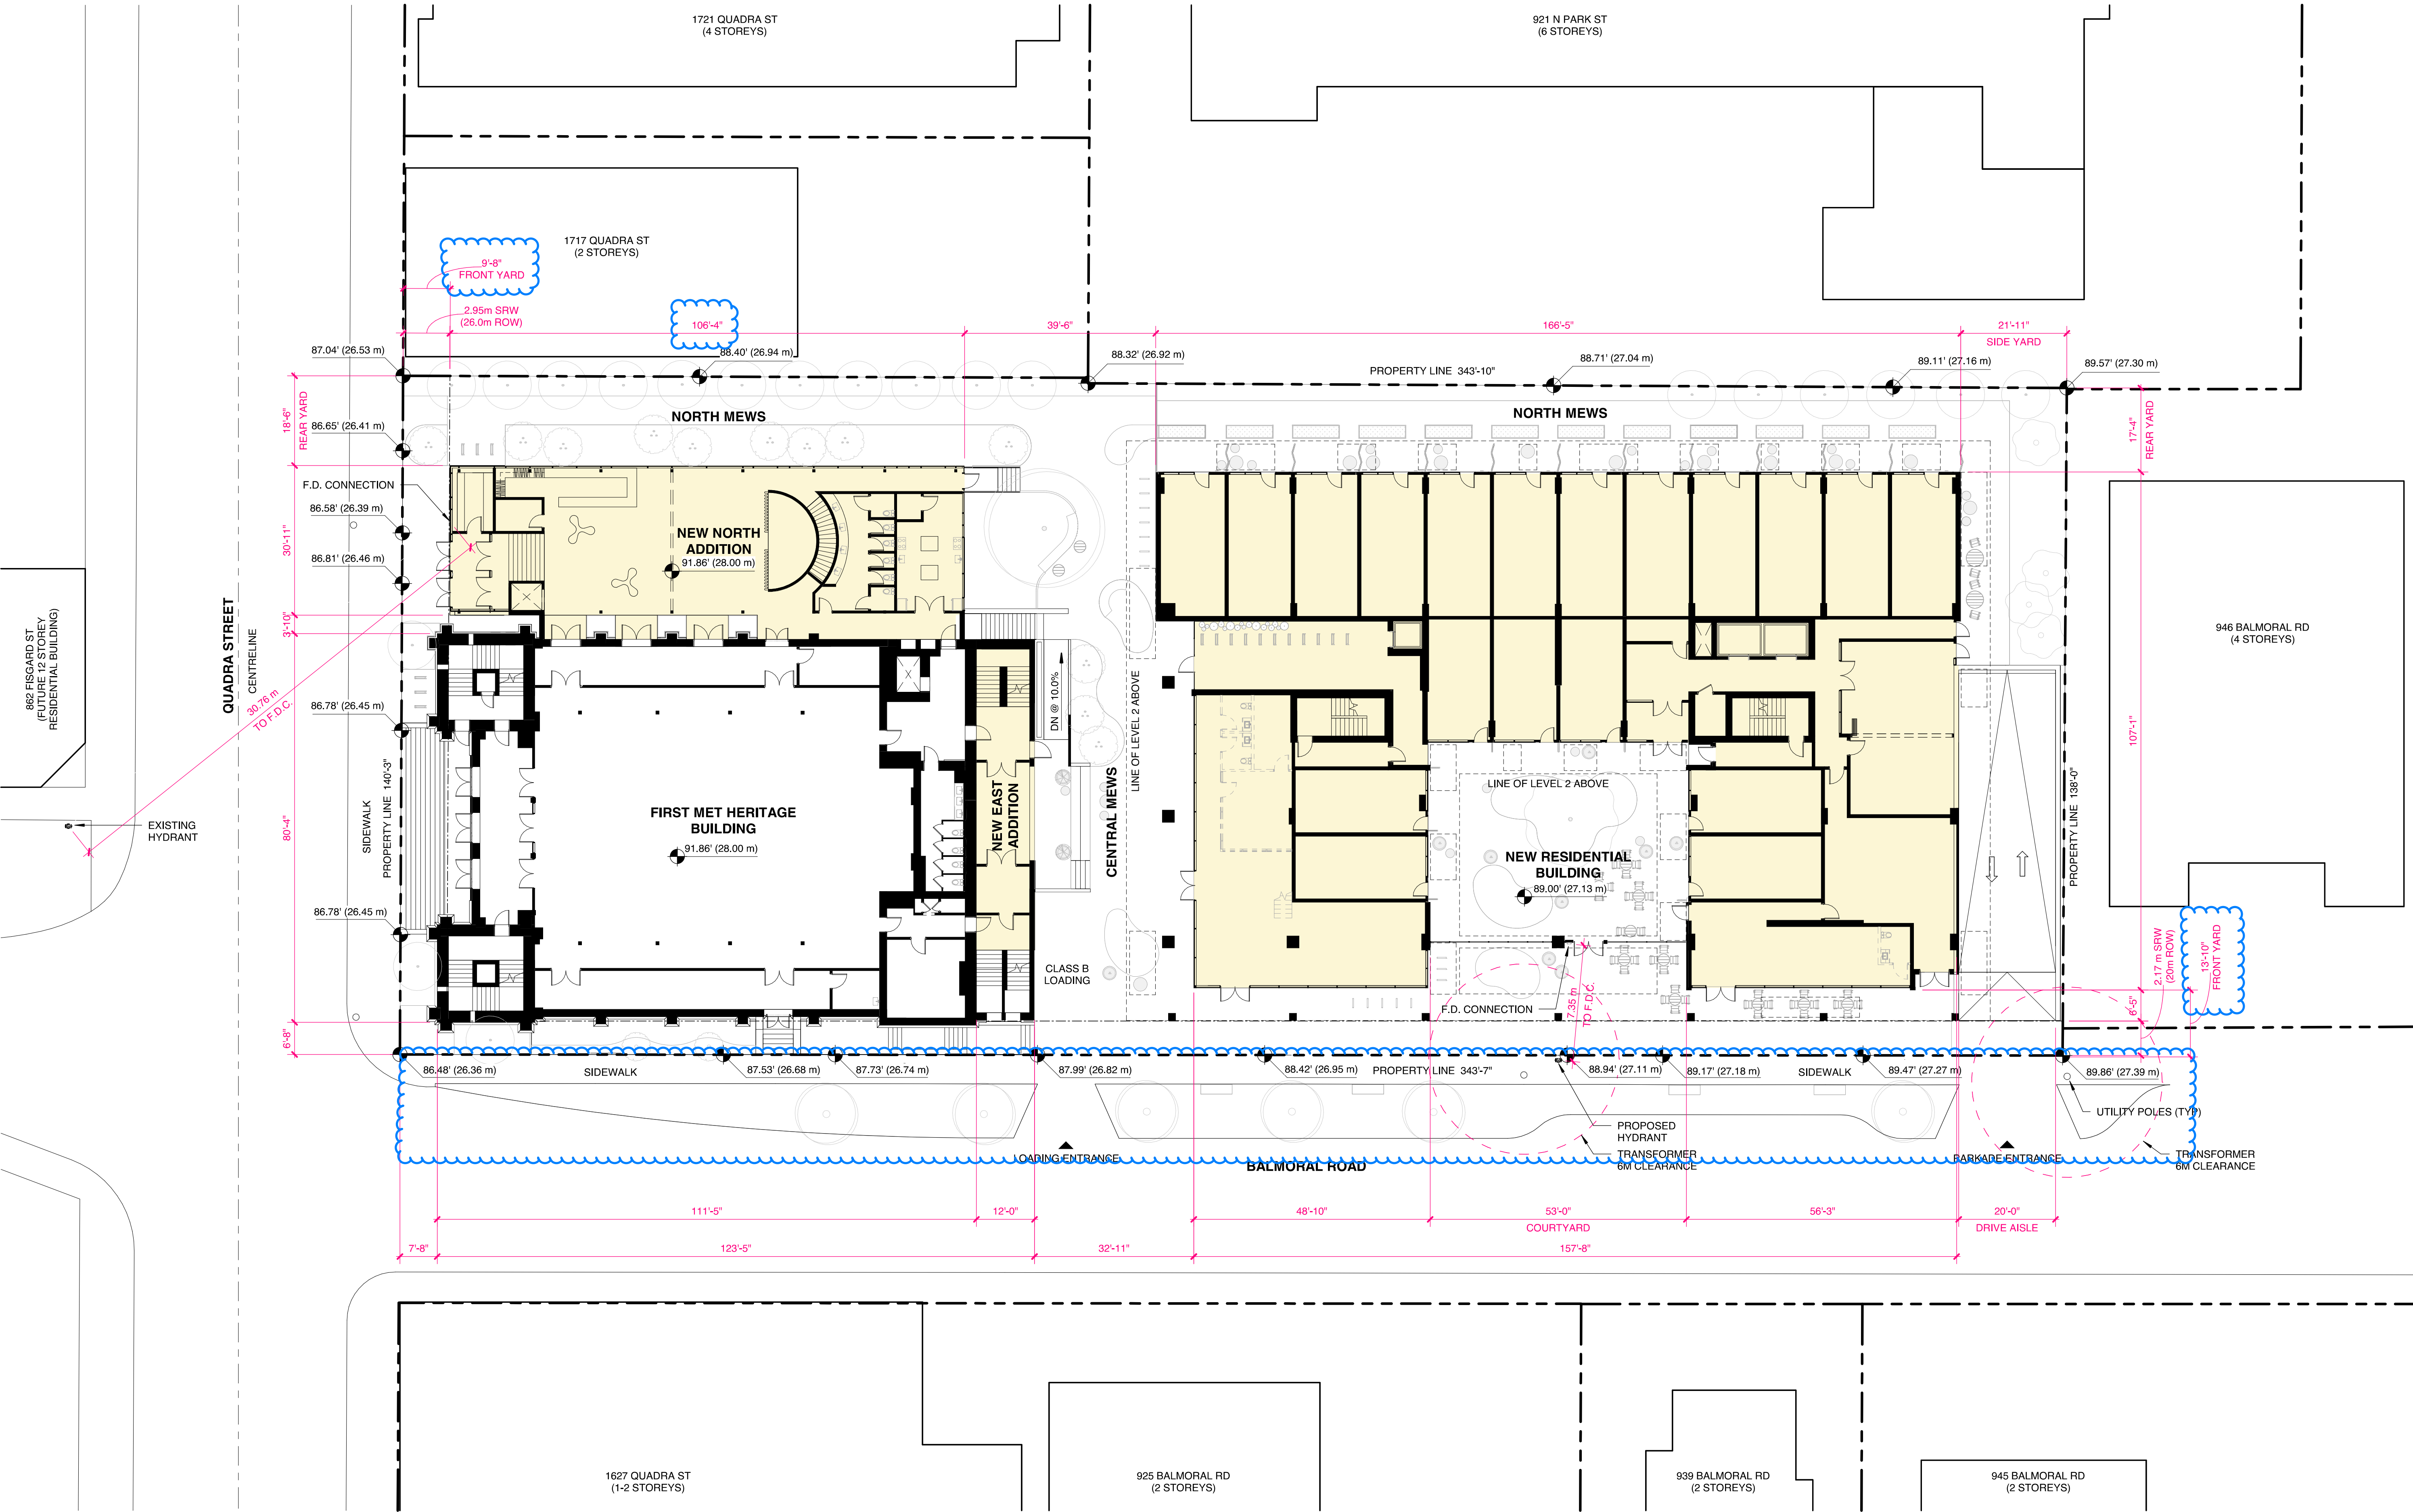 1721 QUADRA ST
(4 STOREYS)
921 N PARK ST
(6 STOREYS)
1717 QUADRA ST
(2 STOREYS)
9'-8"
FRONT YARD
2.95m SRW
(26.0m ROW)
106'-4"
39'-6"
166'-5"
21'-11"
SIDE YARD
87.04' (26.53 m)
88.40' (26.94 m)
88.32' (26.92 m)
88.71' (27.04 m)
89.11' (27.16 m)
89.57' (27.30 m)
PROPERTY LINE 343'-10"
18'-6"
REAR YARD
NORTH MEWS
NORTH MEWS
17'-4"
REAR YARD
86.65' (26.41 m)
F.D. CONNECTION
86.58' (26.39 m)
30'-11"
86.81' (26.46 m)
NEW NORTH
ADDITION
91.86' (28.00 m)
3'-10"
862 FISGARD ST
(FUTURE 12 STOREY
RESIDENTIAL BUILDING)
QUADRA STREET
CENTRELINE
30.76 m
TO F.D.C.
86.78' (26.45 m)
DN @ 10.0%
LINE OF LEVEL 2 ABOVE
946 BALMORAL RD
(4 STOREYS)
107'-1"
EXISTING
HYDRANT
SIDEWALK
PROPERTY LINE 140'-3"
80'-4"
FIRST MET HERITAGE
BUILDING
91.86' (28.00 m)
NEW EAST
ADDITION
CENTRAL MEWS
LINE OF LEVEL 2 ABOVE
NEW RESIDENTIAL
BUILDING
89.00' (27.13 m)
PROPERTY LINE 138'-0"
86.78' (26.45 m)
CLASS B
LOADING
F.D. CONNECTION
7.35 m
TO F.D.C.
2.17 m SRW
(20m ROW)
13'-10"
FRONT YARD
6'-5"
6'-8"
86.48' (26.36 m)
SIDEWALK
87.53' (26.68 m)
87.73' (26.74 m)
87.99' (26.82 m)
88.42' (26.95 m)
PROPERTY LINE 343'-7"
88.94' (27.11 m)
89.17' (27.18 m)
SIDEWALK
89.47' (27.27 m)
89.86' (27.39 m)
UTILITY POLES (TYP)
PROPOSED
HYDRANT
LOADING ENTRANCE
BALMORAL ROAD
TRANSFORMER
6M CLEARANCE
PARKADE ENTRANCE
TRANSFORMER
6M CLEARANCE
111'-5"
12'-0"
48'-10"
53'-0"
COURTYARD
56'-3"
20'-0"
DRIVE AISLE
7'-8"
123'-5"
32'-11"
157'-8"
1627 QUADRA ST
(1-2 STOREYS)
925 BALMORAL RD
(2 STOREYS)
939 BALMORAL RD
(2 STOREYS)
945 BALMORAL RD
(2 STOREYS)